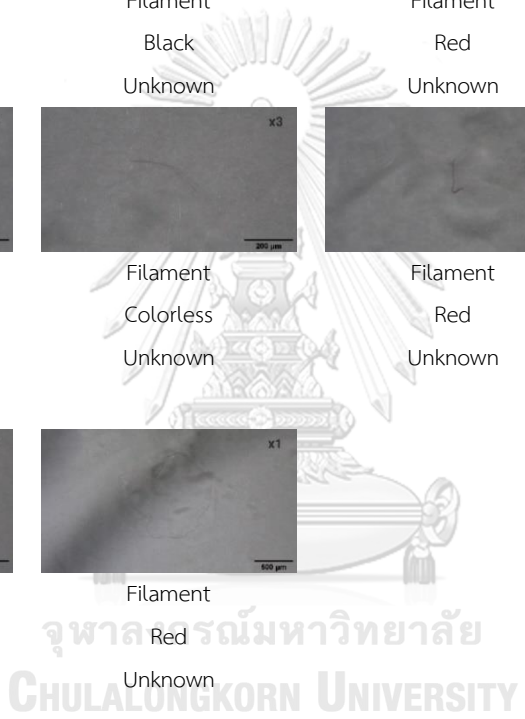 Filament Filament
Black Red
Unknown Unknown
x3
200 µm
Filament Filament
Colorless Red
Unknown Unknown
x1
500 µm
Filament
Red
Unknown
จุฬาลงกรณ์มหาวิทยาลัย
CHULALONGKORN UNIVERSITY